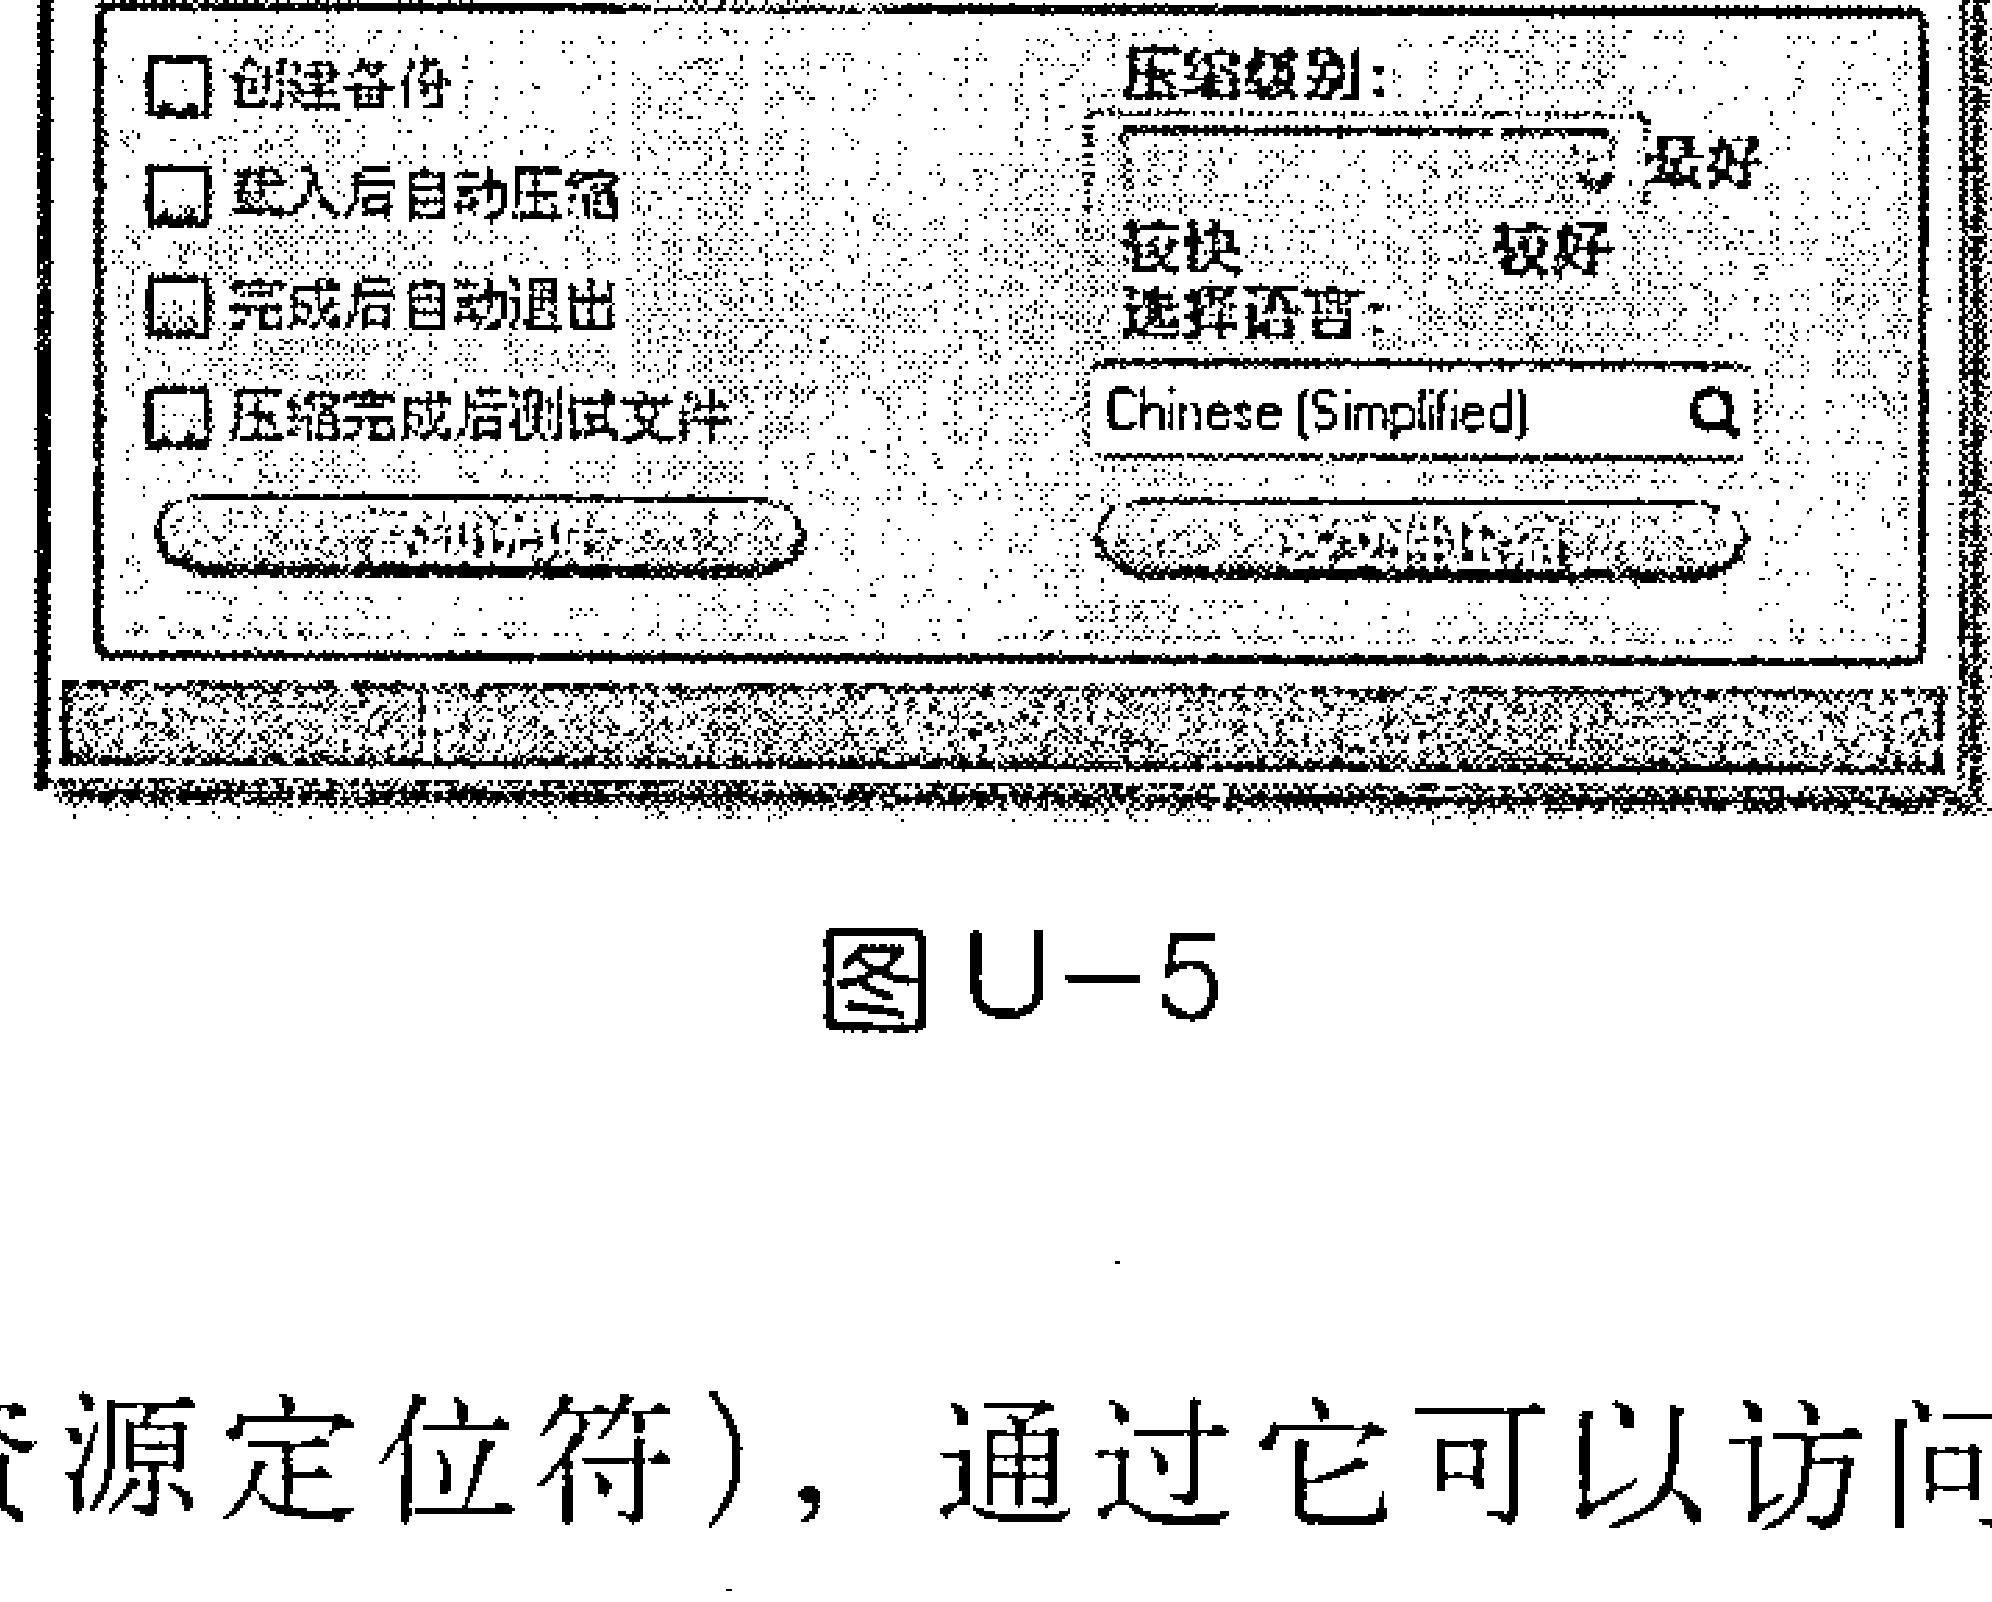 创建备份
载入后自动压缩
完成后自动退出
压缩完成后测试文件
压缩级别:
最好
较快 较好
选择语言:
Chinese (Simplified)
图 U-5
资源定位符),通过它可以访问